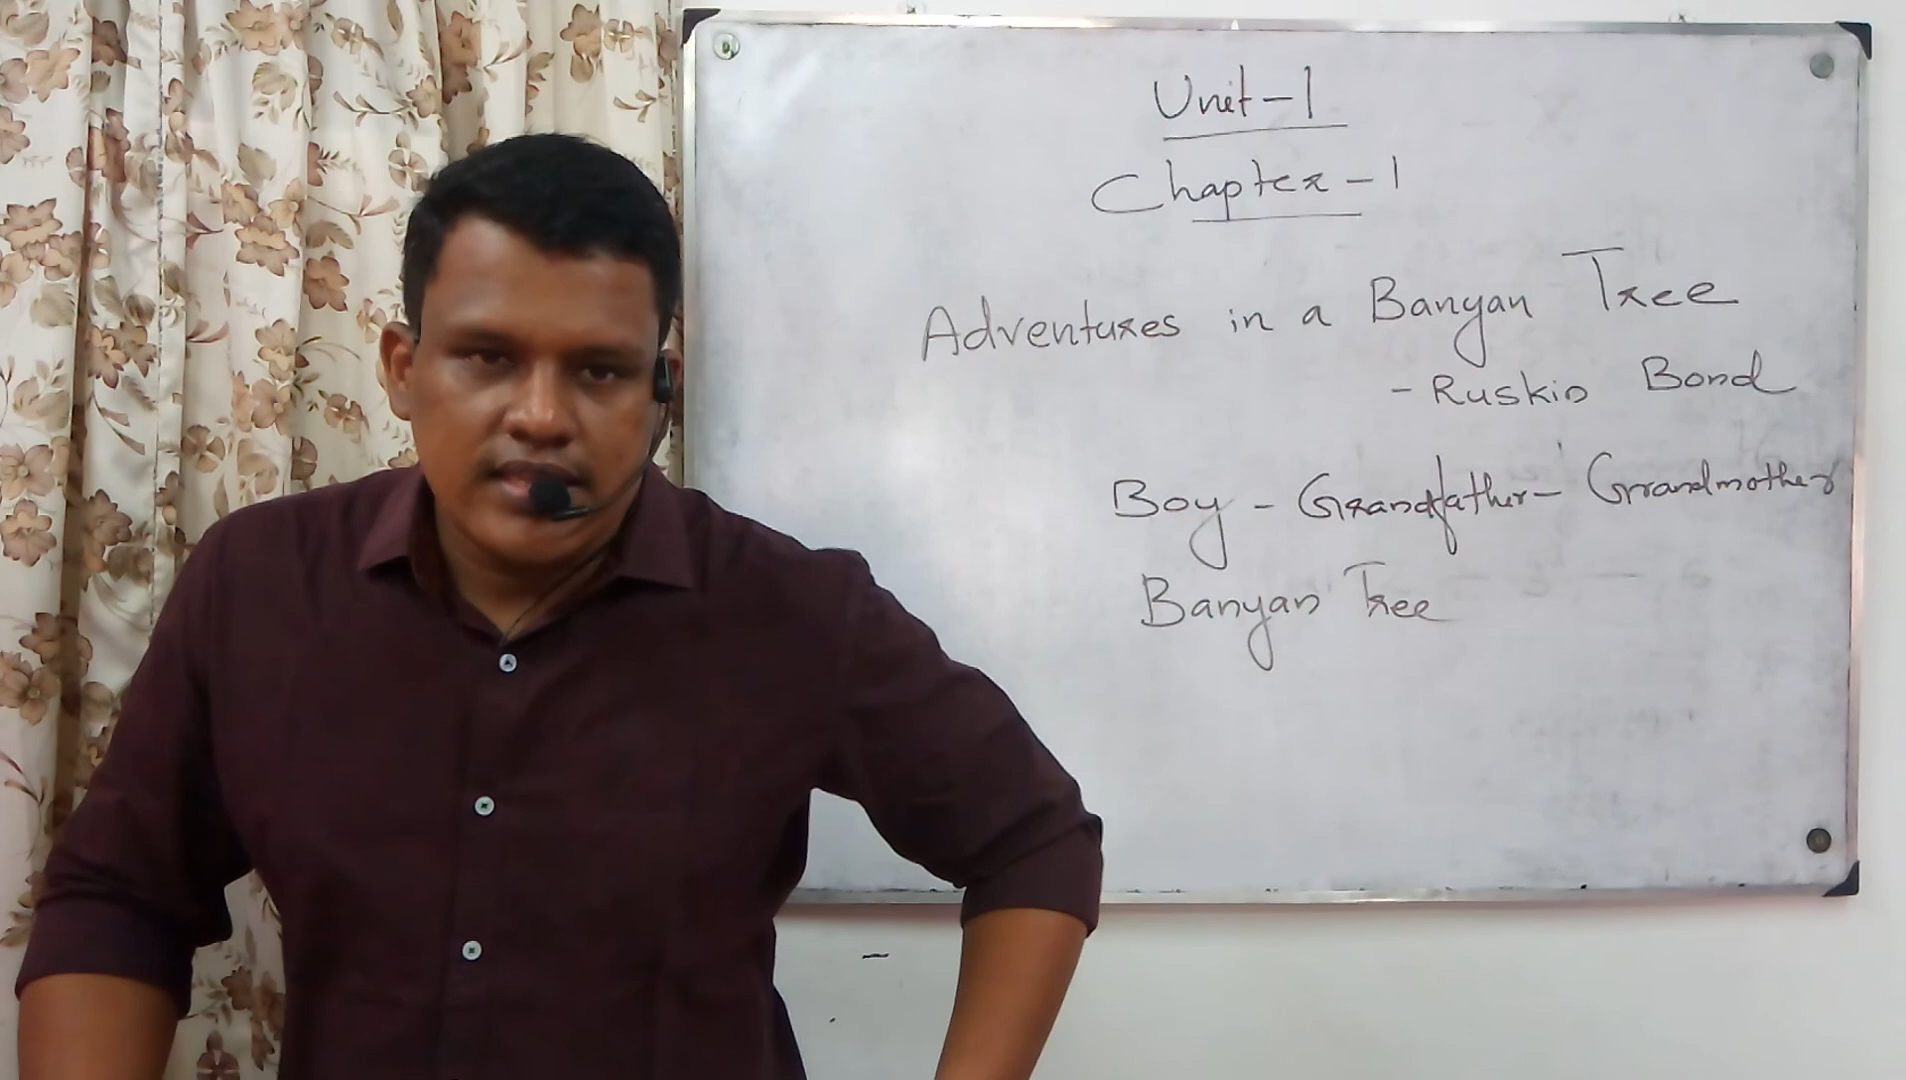 Unit-1
Chapter-1
Adventures in a Banyan Tree
- Ruskin Bond
Boy - Grandfather - Grandmother
Banyan Tree